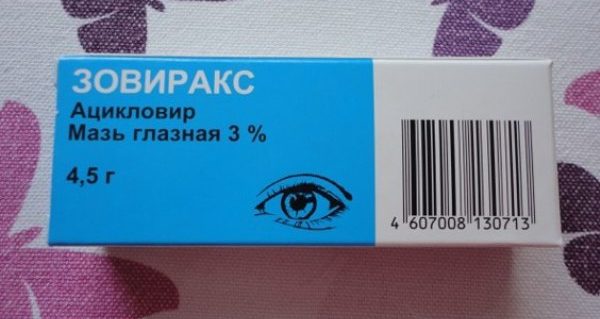 ЗОВИРАКС
Ацикловир
Мазь глазная 3 %
4,5 г
4 607008 130713